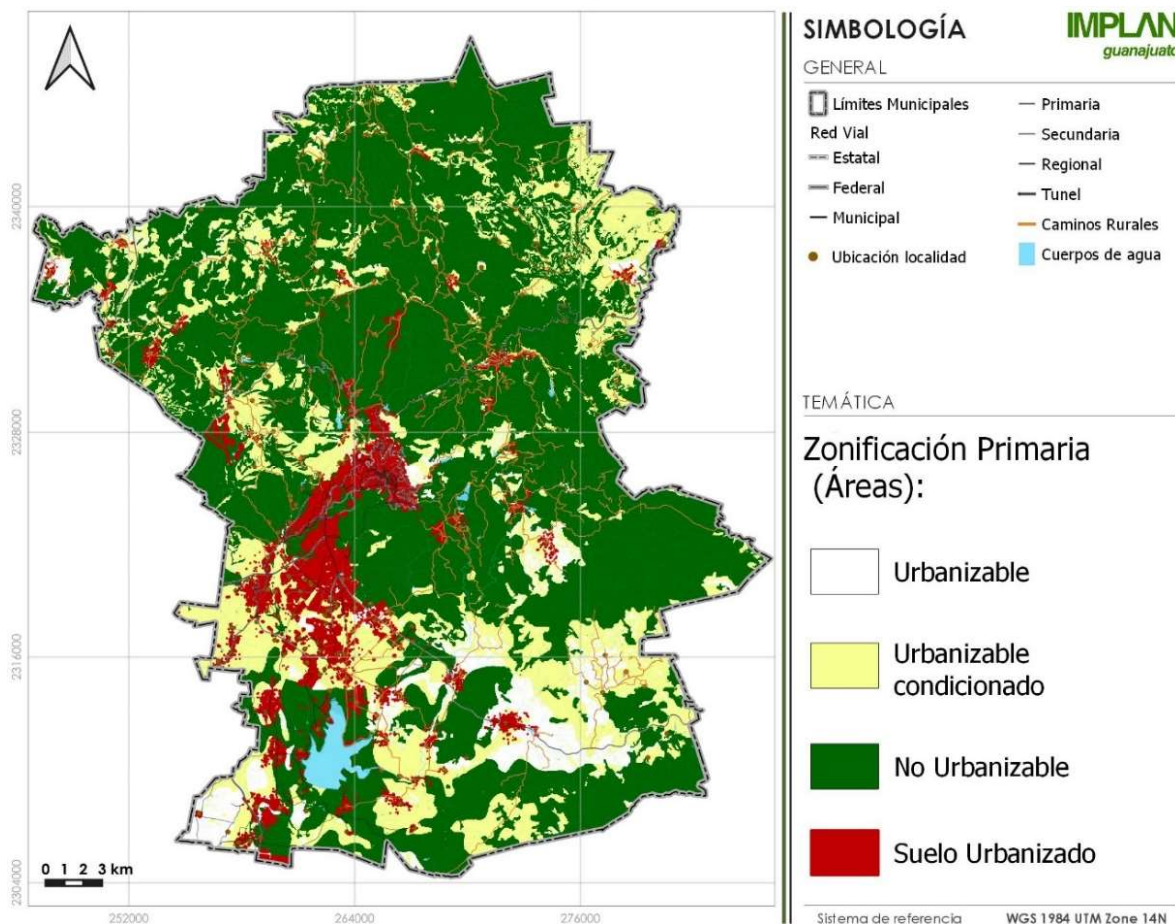 SIMBOLOGÍA
IMPLAN
guanajuato
GENERAL
Límites Municipales
Red Vial
Estatal
Federal
Municipal
Ubicación localidad
Primaria
Secundaria
Regional
Tunel
Caminos Rurales
Cuerpos de agua
TEMÁTICA
Zonificación Primaria
(Áreas):
Urbanizable
Urbanizable
condicionado
No Urbanizable
Suelo Urbanizado
Sistema de referencia WGS 1984 UTM Zone 14N
2340000
2328000
2316000
2304000
0 1 2 3 km
252000 264000 276000